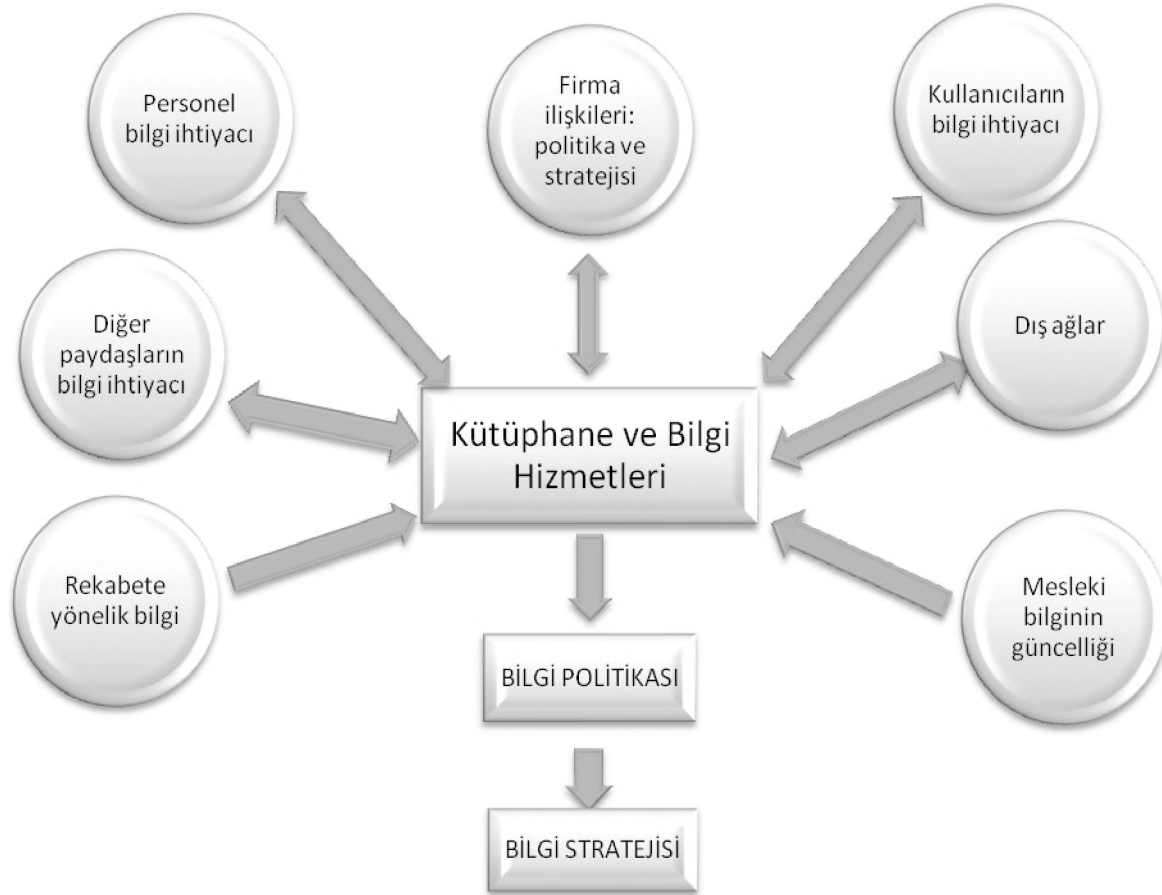 Personel
bilgi ihtiyacı
Firma
ilişkileri:
politika ve
stratejisi
Kullanıcıların
bilgi ihtiyacı
Diğer
paydaşların
bilgi ihtiyacı
Dış ağlar
Kütüphane ve Bilgi
Hizmetleri
Rekabete
yönelik bilgi
Mesleki
bilginin
güncelliği
BİLGİ POLİTİKASI
BİLGİ STRATEJİSİ